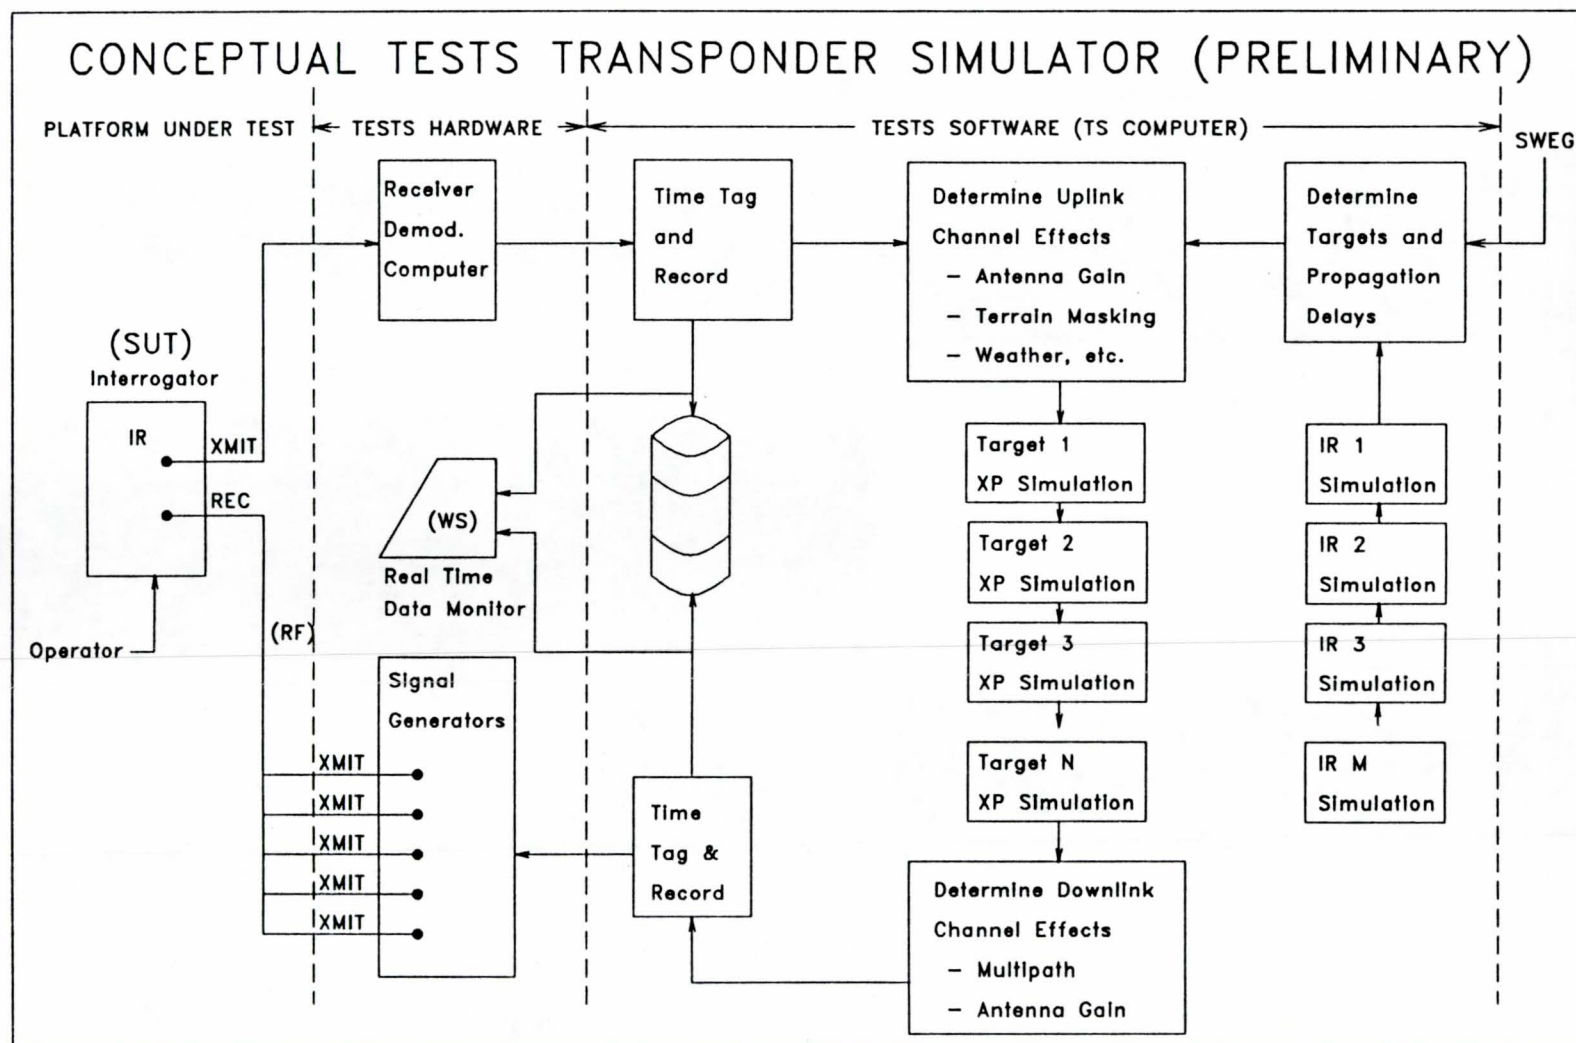 CONCEPTUAL TESTS TRANSPONDER SIMULATOR (PRELIMINARY)
PLATFORM UNDER TEST
TESTS HARDWARE
TESTS SOFTWARE (TS COMPUTER)
SWEG
Receiver
Demod.
Computer
Time Tag
and
Record
Determine Uplink
Channel Effects
– Antenna Gain
– Terrain Masking
– Weather, etc.
Determine
Targets and
Propagation
Delays
(SUT)
Interrogator
IR
XMIT
REC
Operator
(RF)
(WS)
Real Time
Data Monitor
Target 1
XP Simulation
Target 2
XP Simulation
Target 3
XP Simulation
Target N
XP Simulation
IR 1
Simulation
IR 2
Simulation
IR 3
Simulation
IR M
Simulation
Signal
Generators
XMIT
XMIT
XMIT
XMIT
XMIT
Time
Tag &
Record
Determine Downlink
Channel Effects
– Multipath
– Antenna Gain